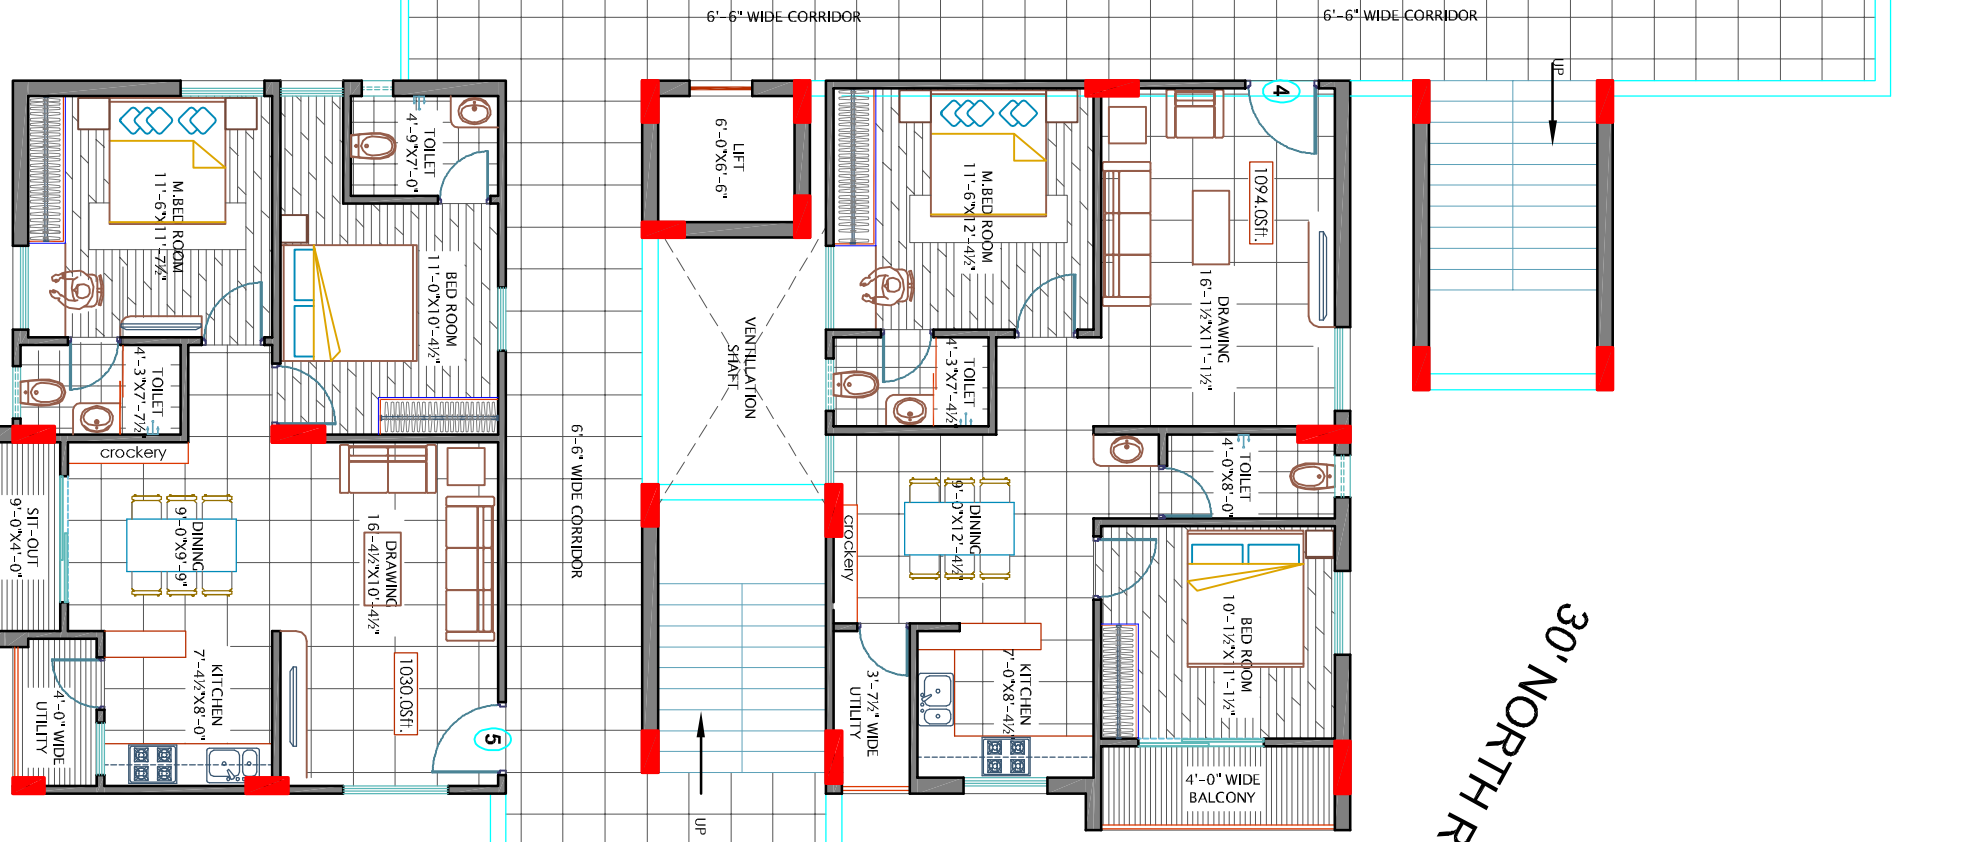 6'-6" WIDE CORRIDOR
6'-6" WIDE CORRIDOR
M.BED ROOM
11'-6"X11'-7½"
TOILET
4'-9"X7'-0"
BED ROOM
11'-0"X10'-4½"
TOILET
4'-3"X7'-7½"
crockery
SIT-OUT
9'-0"X4'-0"
DINING
9'-0"X9'-9"
DRAWING
16'-4½"X10'-4½"
1030.0Sft.
KITCHEN
7'-4½"X8'-0"
4'-0" WIDE
UTILITY
5
6'-6" WIDE CORRIDOR
LIFT
6'-0"X6'-6"
VENTILLATION
SHAFT
UP
M.BED ROOM
11'-6"X12'-4½"
4
1094.0Sft.
DRAWING
16'-1½"X11'-1½"
TOILET
4'-3"X7'-4½"
TOILET
4'-0"X8'-0"
DINING
9'-0"X12'-4½"
crockery
BED ROOM
10'-1½"X11'-1½"
KITCHEN
7'-0"X8'-4½"
3'-7½" WIDE
UTILITY
4'-0" WIDE
BALCONY
UP
30' NORTH R